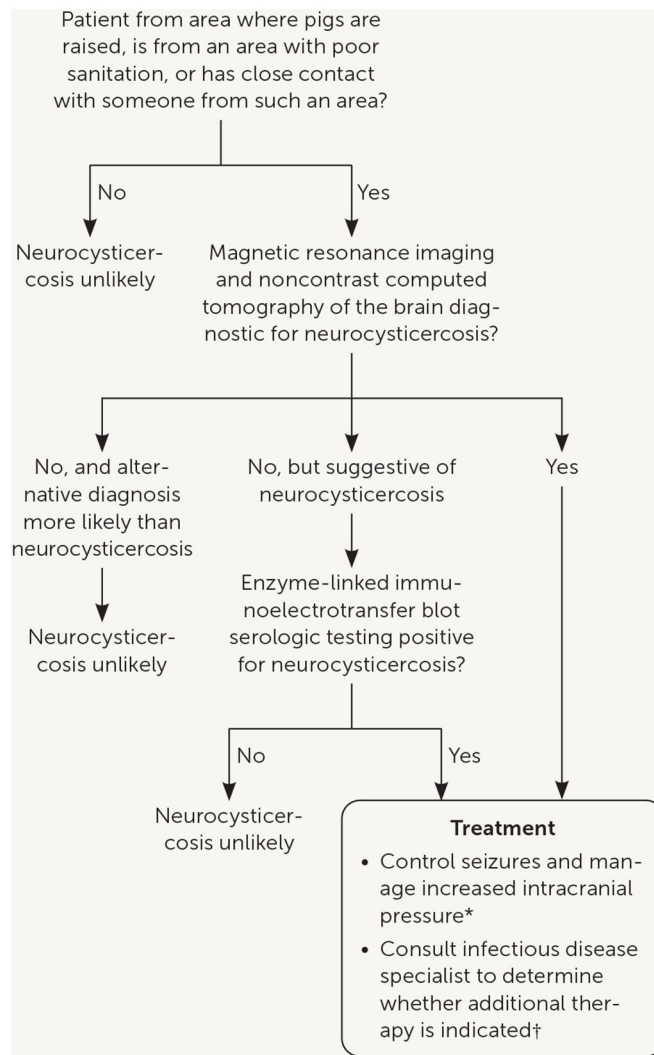 Patient from area where pigs are
raised, is from an area with poor
sanitation, or has close contact
with someone from such an area?
No
Yes
Neurocysticer-
cosis unlikely
Magnetic resonance imaging
and noncontrast computed
tomography of the brain diag-
nostic for neurocysticercosis?
No, and alter-
native diagnosis
more likely than
neurocysticercosis
No, but suggestive of
neurocysticercosis
Yes
Neurocysticer-
cosis unlikely
Enzyme-linked immu-
noelectrotransfer blot
serologic testing positive
for neurocysticercosis?
No
Yes
Neurocysticer-
cosis unlikely
Treatment
• Control seizures and man-
age increased intracranial
pressure*
• Consult infectious disease
specialist to determine
whether additional ther-
apy is indicated†